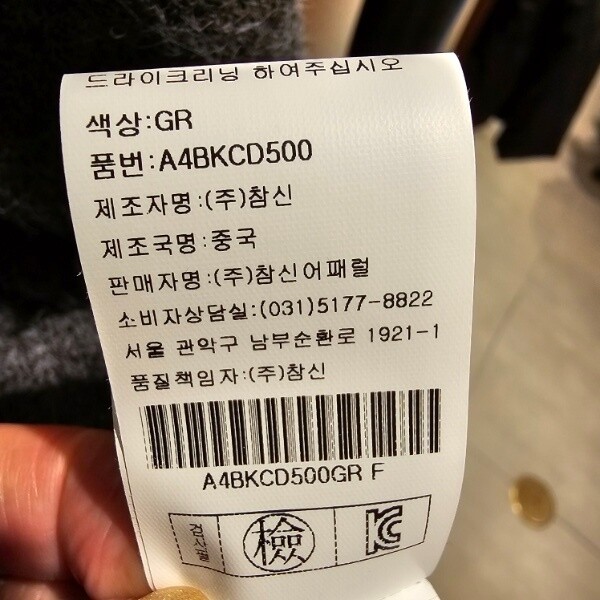 드라이크리닝 하여주십시오
색상:GR
품번:A4BKCD500
제조자명:(주)참신
제조국명:중국
판매자명:(주)참신어패럴
소비자상담실:(031)5177-8822
서울 관악구 남부순환로 1921-1
품질책임자:(주)참신
A4BKCD500GR F
검사필
檢
KC